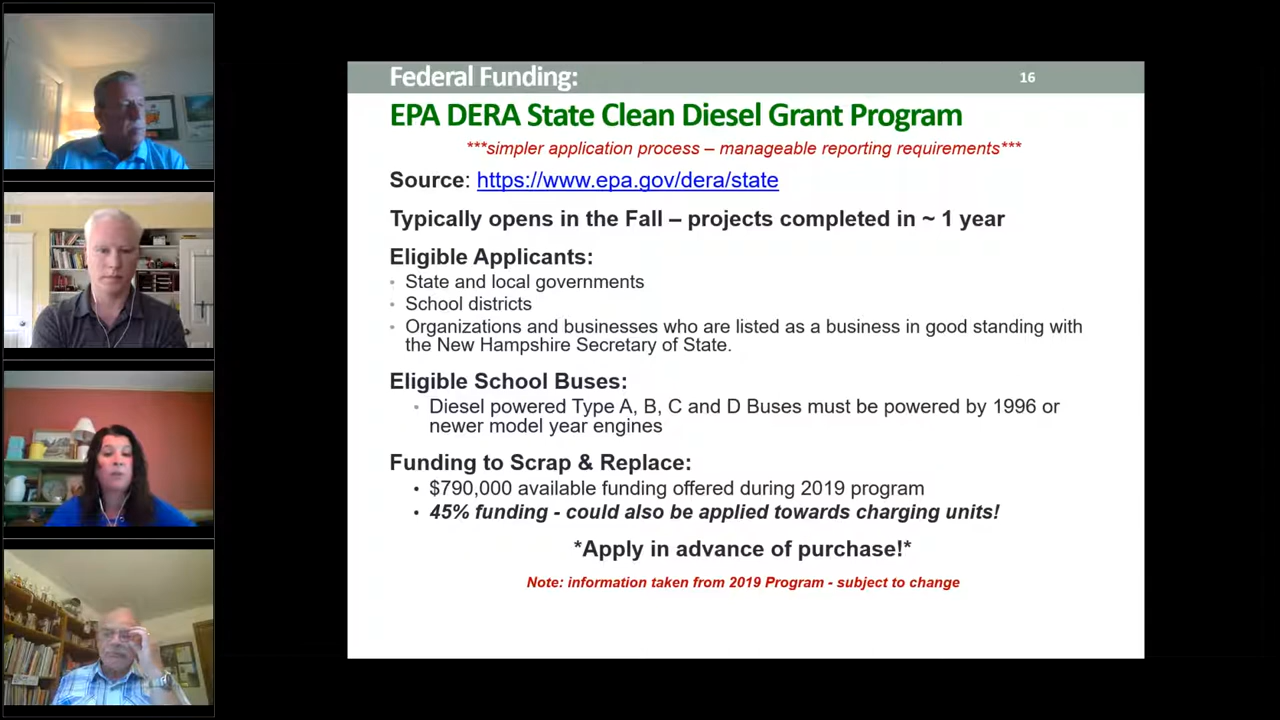 Federal Funding:
16
EPA DERA State Clean Diesel Grant Program
***simpler application process – manageable reporting requirements***
Source: https://www.epa.gov/dera/state
Typically opens in the Fall – projects completed in ~ 1 year
Eligible Applicants:
• State and local governments
• School districts
• Organizations and businesses who are listed as a business in good standing with
the New Hampshire Secretary of State.
Eligible School Buses:
• Diesel powered Type A, B, C and D Buses must be powered by 1996 or
newer model year engines
Funding to Scrap & Replace:
• $790,000 available funding offered during 2019 program
• 45% funding - could also be applied towards charging units!
*Apply in advance of purchase!*
Note: information taken from 2019 Program - subject to change